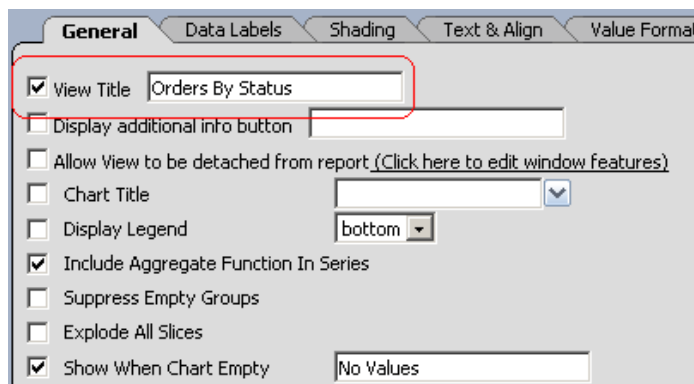 General Data Labels Shading Text & Align Value Format
View Title Orders By Status
Display additional info button
Allow View to be detached from report (Click here to edit window features)
Chart Title
Display Legend bottom
Include Aggregate Function In Series
Suppress Empty Groups
Explode All Slices
Show When Chart Empty No Values